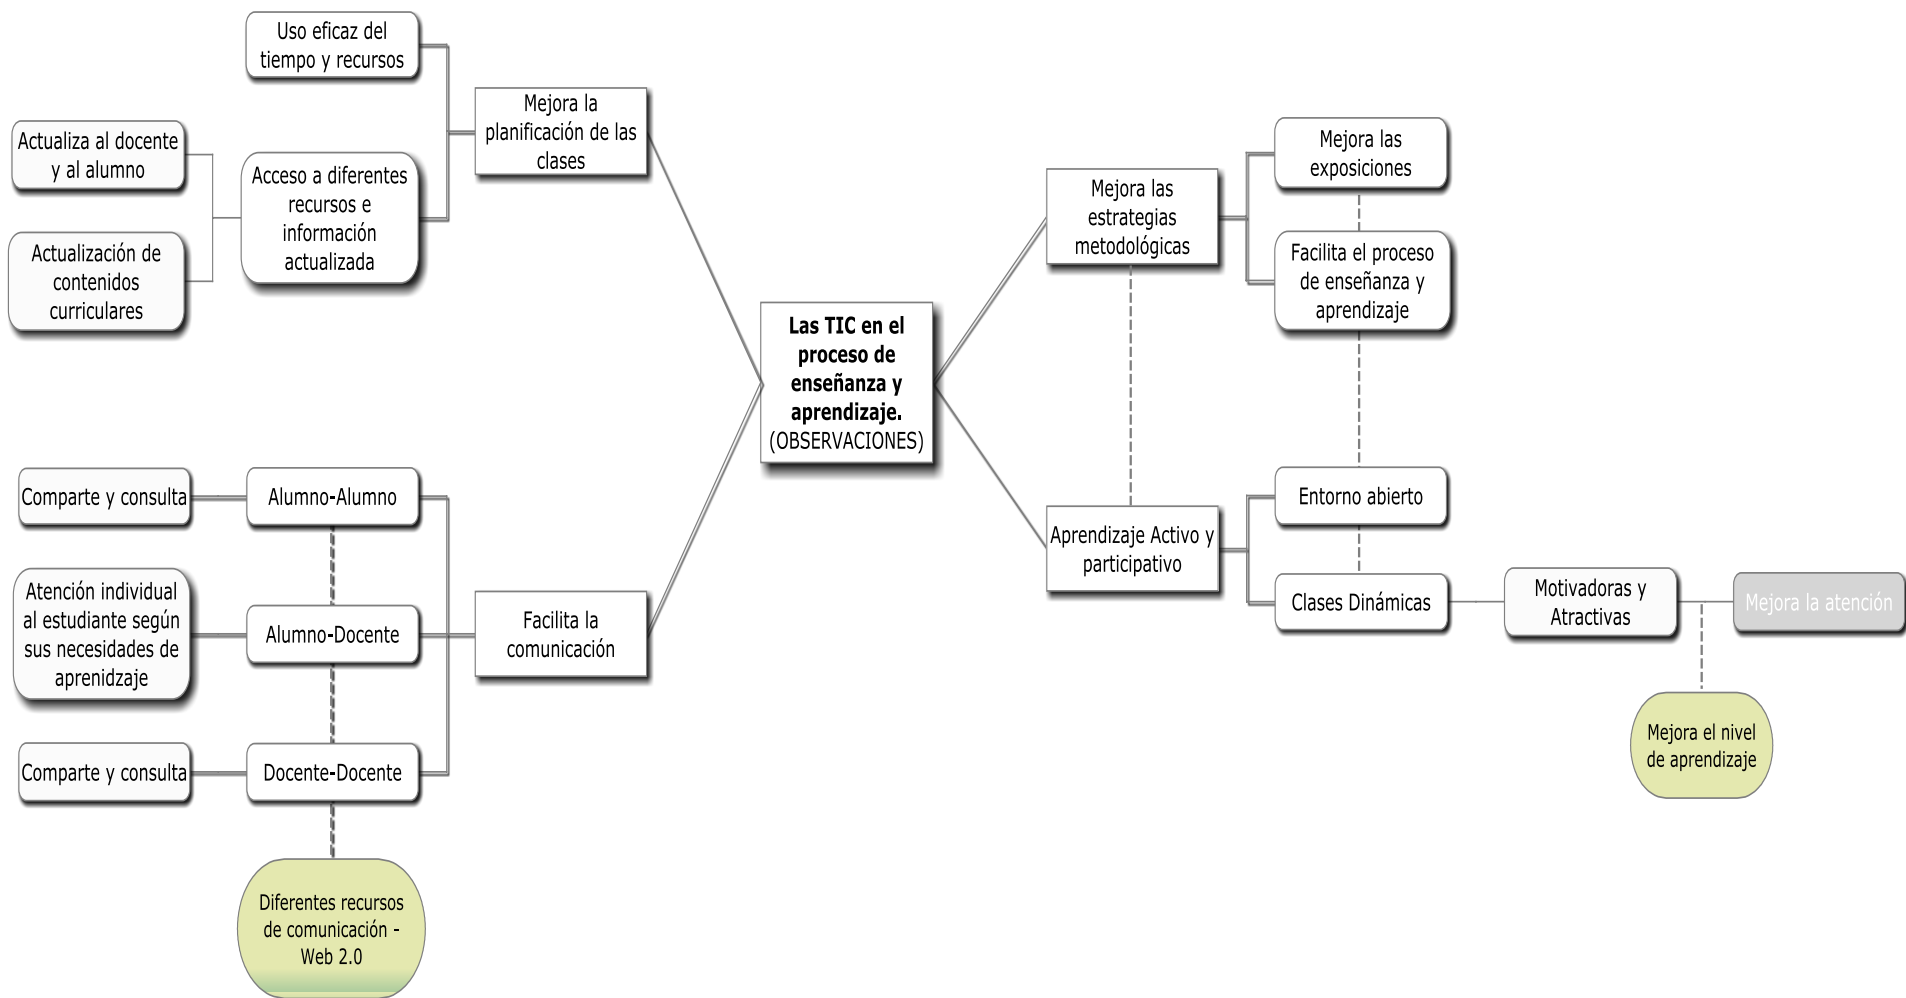 Uso eficaz del
tiempo y recursos
Mejora la
planificación de las
clases
Actualiza al docente
y al alumno
Acceso a diferentes
recursos e
información
actualizada
Actualización de
contenidos
curriculares
Las TIC en el
proceso de
enseñanza y
aprendizaje.
(OBSERVACIONES)
Mejora las
estrategias
metodológicas
Mejora las
exposiciones
Facilita el proceso
de enseñanza y
aprendizaje
Comparte y consulta
Alumno-Alumno
Atención individual
al estudiante según
sus necesidades de
aprenidzaje
Alumno-Docente
Facilita la
comunicación
Comparte y consulta
Docente-Docente
Diferentes recursos
de comunicación -
Web 2.0
Aprendizaje Activo y
participativo
Entorno abierto
Clases Dinámicas
Motivadoras y
Atractivas
Mejora la atención
Mejora el nivel
de aprendizaje